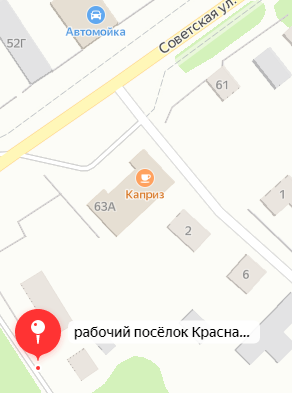 52Г
Автомойка
Советская ул.
61
Каприз
63А
1
2
6
рабочий посёлок Красна...